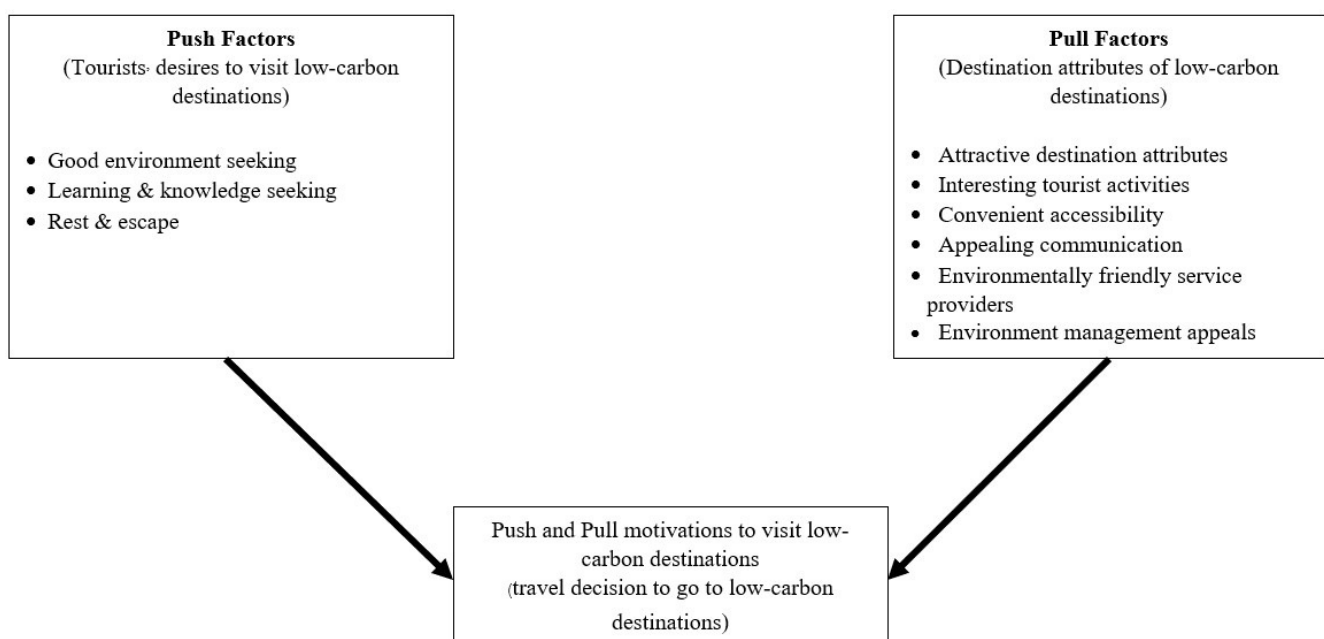 Push Factors
(Tourists, desires to visit low-carbon
destinations)
• Good environment seeking
• Learning & knowledge seeking
• Rest & escape
Pull Factors
(Destination attributes of low-carbon
destinations)
• Attractive destination attributes
• Interesting tourist activities
• Convenient accessibility
• Appealing communication
• Environmentally friendly service
providers
• Environment management appeals
Push and Pull motivations to visit low-
carbon destinations
(travel decision to go to low-carbon
destinations)